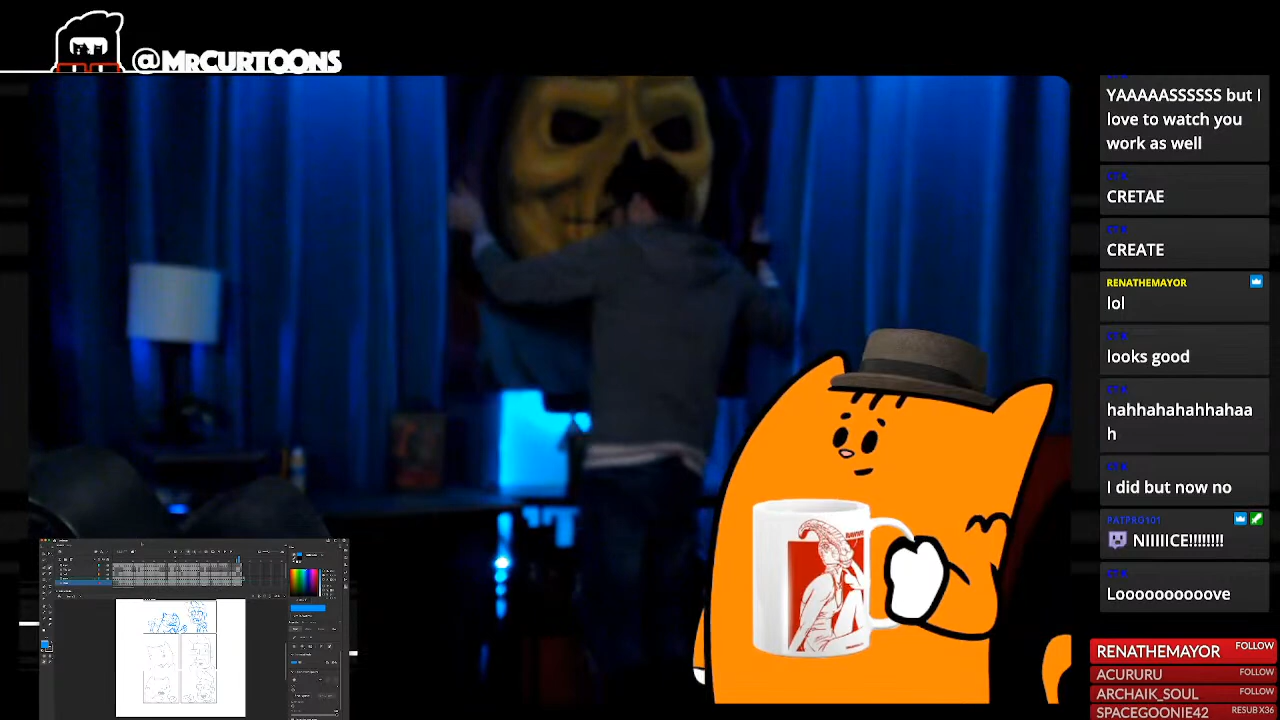 @MRCURTOONS
YAAAAASSSSSS but I
love to watch you
work as well
CRETAE
CREATE
RENATHEMAYOR
lol
looks good
hahhahahahhahaa
h
I did but now no
PATPRG101
NIIIIICE!!!!!!!!
Looooooooove
RENATHEMAYOR FOLLOW
ACURURU FOLLOW
ARCHAIK_SOUL FOLLOW
SPACEGOONIE42 RESUB X36